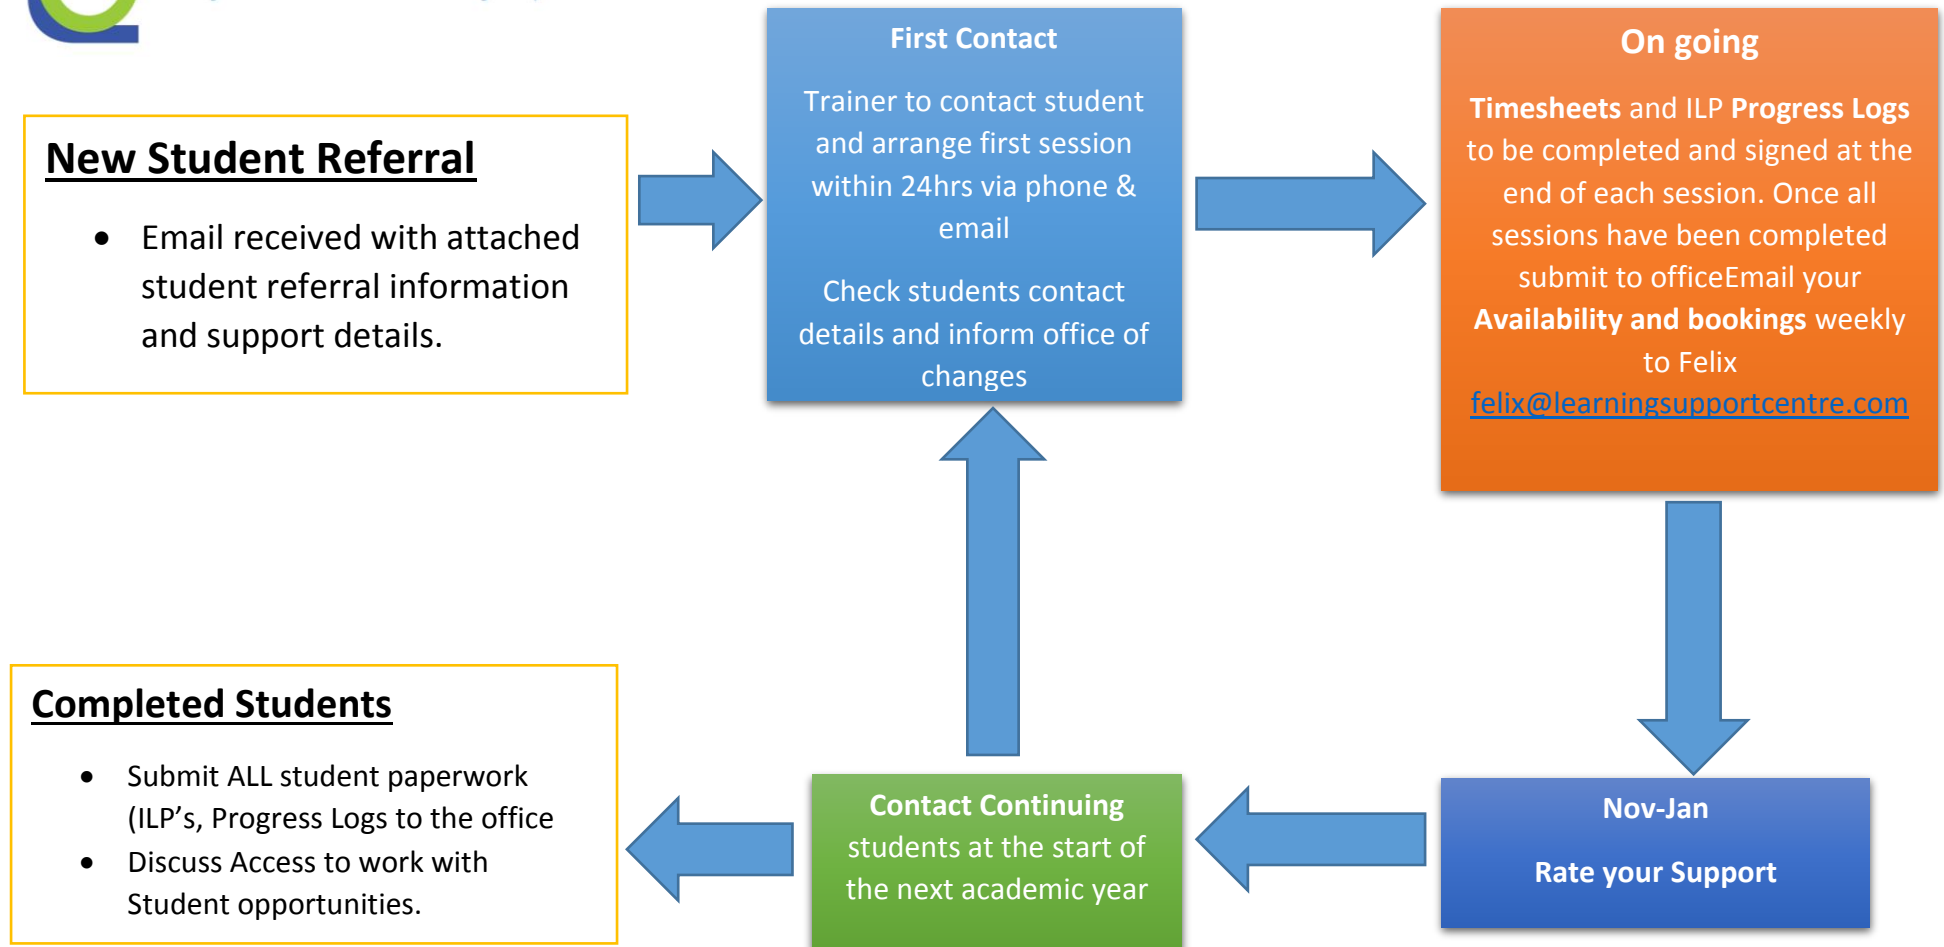 New Student Referral
• Email received with attached
student referral information
and support details.
First Contact
Trainer to contact student
and arrange first session
within 24hrs via phone &
email
Check students contact
details and inform office of
changes
On going
Timesheets and ILP Progress Logs
to be completed and signed at the
end of each session. Once all
sessions have been completed
submit to officeEmail your
Availability and bookings weekly
to Felix
felix@learningsupportcentre.com
Nov-Jan
Rate your Support
Contact Continuing
students at the start of
the next academic year
Completed Students
• Submit ALL student paperwork
(ILP’s, Progress Logs to the office
• Discuss Access to work with
Student opportunities.